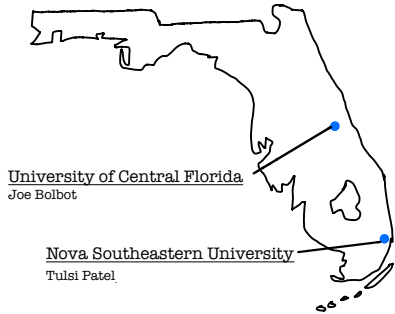 University of Central Florida
Joe Bolbot
Nova Southeastern University
Tulsi Patel